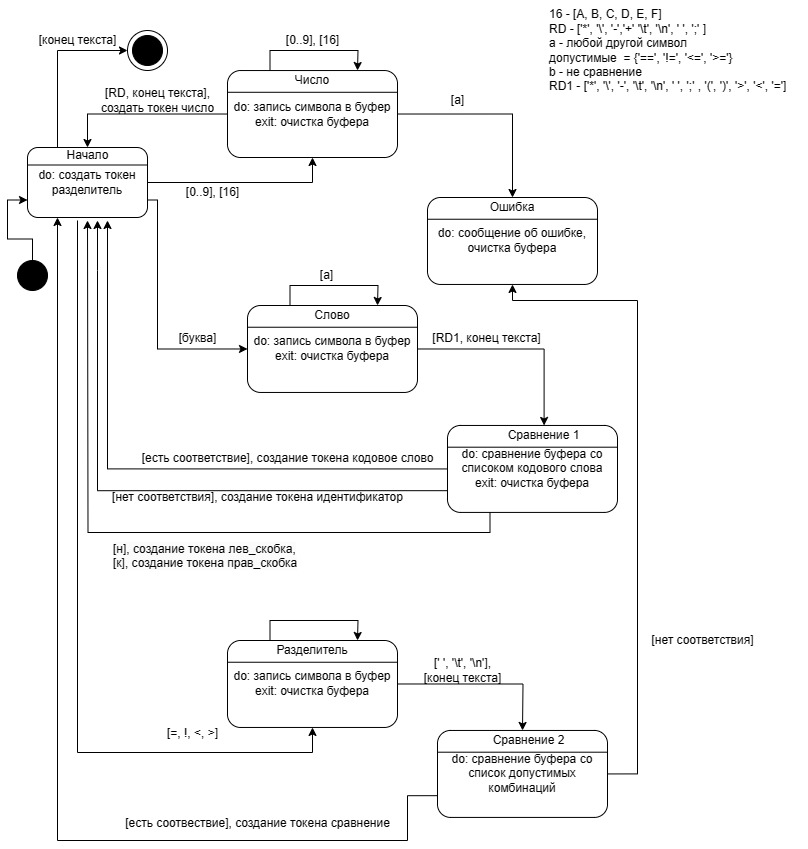 16 - [A, B, C, D, E, F]
RD - ['*', '\', '-','+' '\t', '\n', ' ', ';' ]
a - любой другой символ
допустимые = {'==', '!=', '<=', '>='}
b - не сравнение
RD1 - ['*', '\', '-', '\t', '\n', ' ', ';' , '(', ')', '>', '<', '=']
[конец текста]
[0..9], [16]
Число
do: запись символа в буфер
exit: очистка буфера
[RD, конец текста],
создать токен число
[a]
Начало
do: создать токен
разделитель
[0..9], [16]
Ошибка
do: сообщение об ошибке,
очистка буфера
[a]
Слово
do: запись символа в буфер
exit: очистка буфера
[буква]
[RD1, конец текста]
Сравнение 1
do: сравнение буфера со
списоком кодового слова
exit: очистка буфера
[есть соответствие], создание токена кодовое слово
[нет соответствия], создание токена идентификатор
[н], создание токена лев_скобка,
[к], создание токена прав_скобка
[нет соответствия]
Разделитель
do: запись символа в буфер
exit: очистка буфера
[' ', '\t', '\n'],
[конец текста]
[=, !, <, >]
Сравнение 2
do: сравнение буфера со
список допустимых
комбинаций
[есть соотвествие], создание токена сравнение